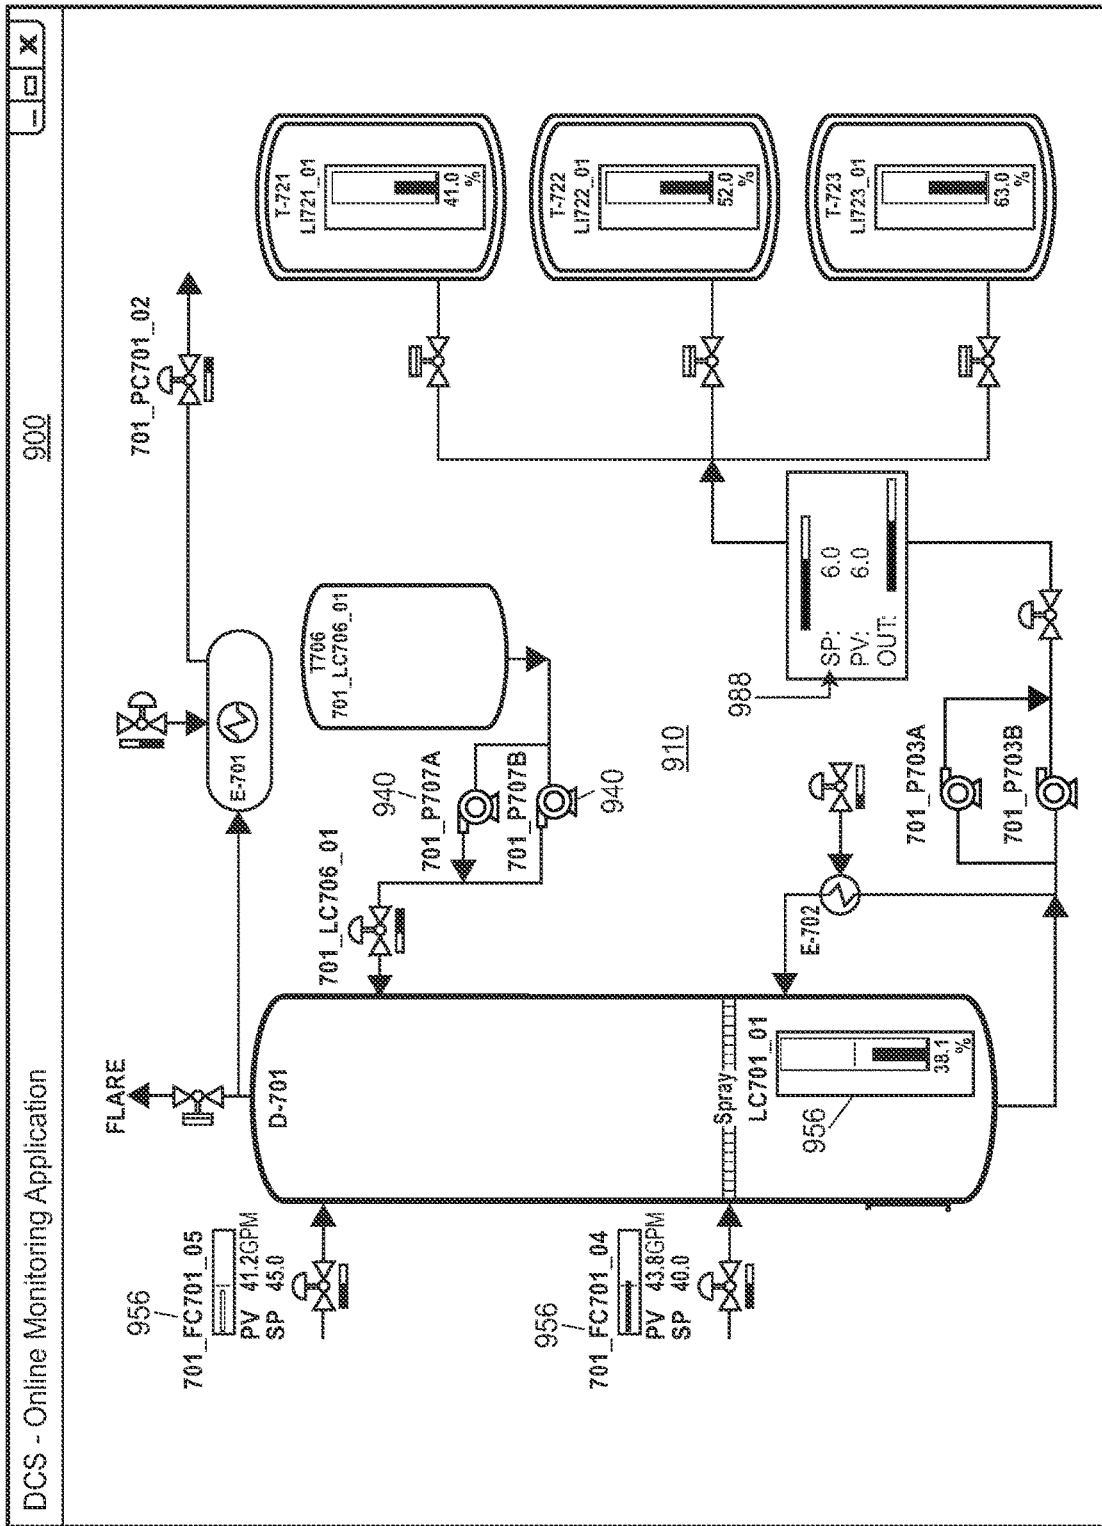 DCS - Online Monitoring Application
_ □ X
900
FLARE
701_PC701_02
956
701_FC701_05
PV 41.2GPM
SP 45.0
D-701
E-701
T706
701_LC706_01
701_LC706_01
701_P707A
940
701_P707B
940
T-721
LI721_01
41.0
%
T-722
LI722_01
52.0
%
T-723
LI723_01
63.0
%
910
956
701_FC701_04
PV 43.8GPM
SP 40.0
Spray
LC701_01
38.1
%
956
E-702
701_P703A
701_P703B
988
SP: 6.0
PV: 6.0
OUT: